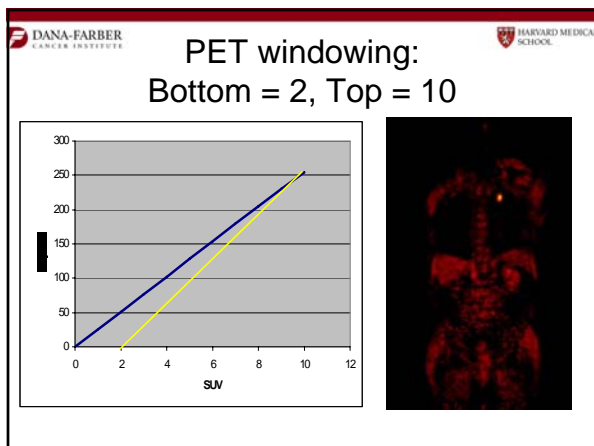 DANA-FARBER
CANCER INSTITUTE
HARVARD MEDICAL
SCHOOL
PET windowing:
Bottom = 2, Top = 10
300
250
200
150
100
50
0
0 2 4 6 8 10 12
SUV